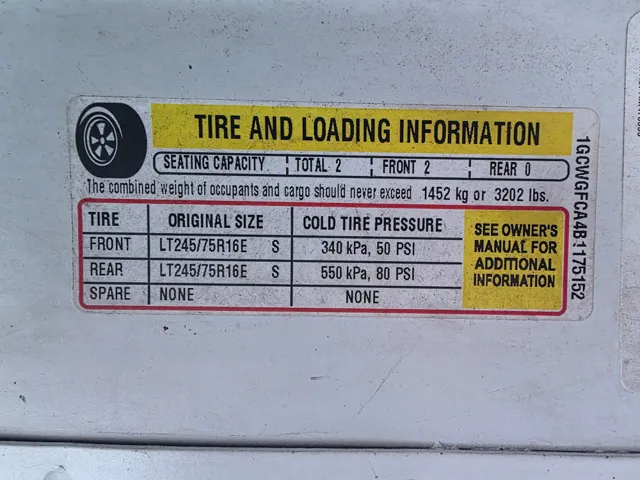 TIRE AND LOADING INFORMATION
SEATING CAPACITY TOTAL 2 FRONT 2 REAR 0
The combined weight of occupants and cargo should never exceed 1452 kg or 3202 lbs.
TIRE ORIGINAL SIZE COLD TIRE PRESSURE
FRONT LT245/75R16E S 340 kPa, 50 PSI
REAR LT245/75R16E S 550 kPa, 80 PSI
SPARE NONE NONE
SEE OWNER'S
MANUAL FOR
ADDITIONAL
INFORMATION
1GCWGFCA4B1175152